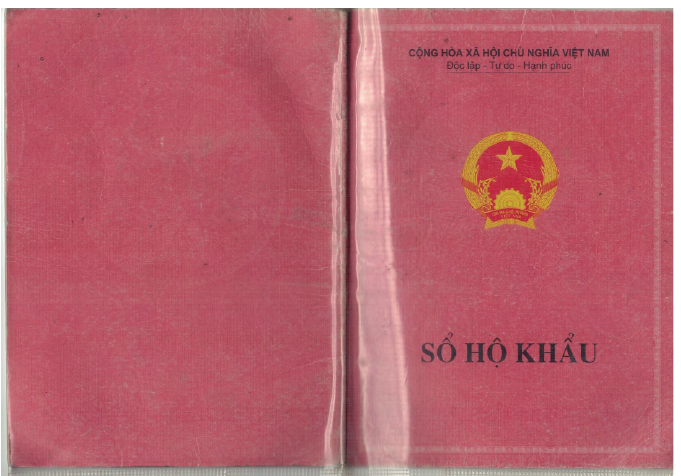 CỘNG HÒA XÃ HỘI CHỦ NGHĨA VIỆT NAM
Độc lập - Tự do - Hạnh phúc
SỔ HỘ KHẨU